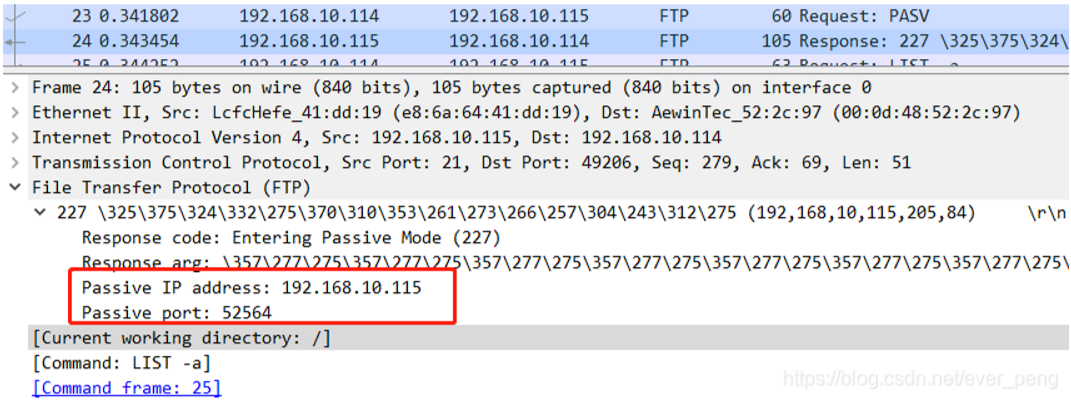 23 0.341802 192.168.10.114 192.168.10.115 FTP 60 Request: PASV
24 0.343454 192.168.10.115 192.168.10.114 FTP 105 Response: 227 \325\375\324\
25 0.344252 192.168.10.114 192.168.10.115 FTP 63 Request: LIST -a
Frame 24: 105 bytes on wire (840 bits), 105 bytes captured (840 bits) on interface 0
Ethernet II, Src: LcfcHefe_41:dd:19 (e8:6a:64:41:dd:19), Dst: AewinTec_52:2c:97 (00:0d:48:52:2c:97)
Internet Protocol Version 4, Src: 192.168.10.115, Dst: 192.168.10.114
Transmission Control Protocol, Src Port: 21, Dst Port: 49206, Seq: 279, Ack: 69, Len: 51
File Transfer Protocol (FTP)
227 \325\375\324\332\275\370\310\353\261\273\266\257\304\243\312\275 (192,168,10,115,205,84) \r\n
Response code: Entering Passive Mode (227)
Response arg: \357\277\275\357\277\275\357\277\275\357\277\275\357\277\275\357\277\275\357\277\275\
Passive IP address: 192.168.10.115
Passive port: 52564
[Current working directory: /]
[Command: LIST -a]
[Command frame: 25]
https://blog.csdn.net/ever_peng